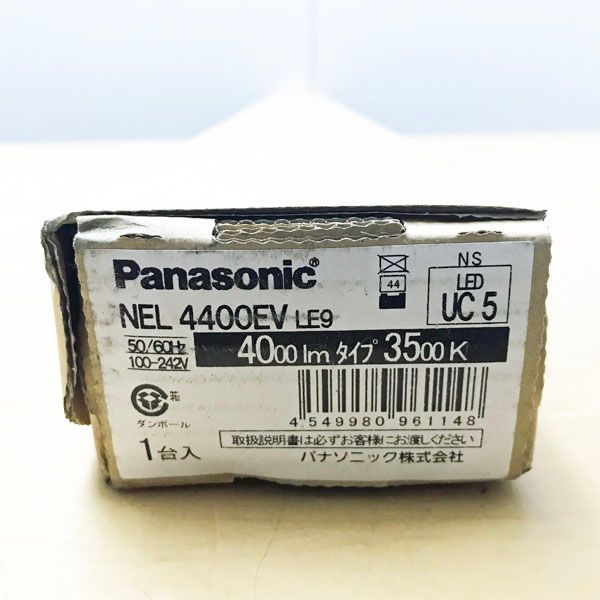 Panasonic®
NEL 4400EV LE9
44
NS
LED
UC 5
50/60Hz
100-242V
4000 lm タイプ 3500 K
箱
ダンボール
4 549980 961148
1台入
取扱説明書は必ずお客様にお渡しください
パナソニック株式会社